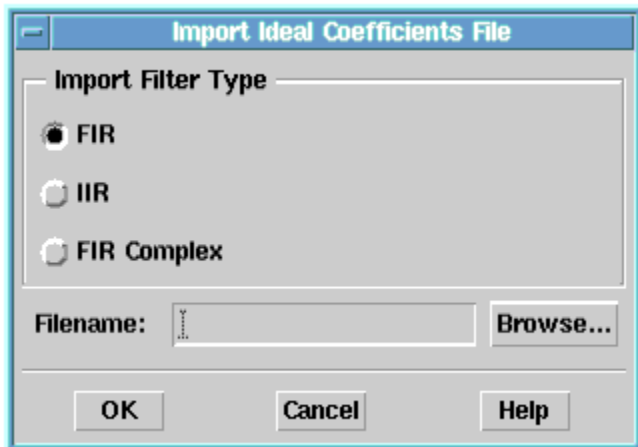 Import Ideal Coefficients File
Import Filter Type
FIR
IIR
FIR Complex
Filename: Browse...
OK Cancel Help